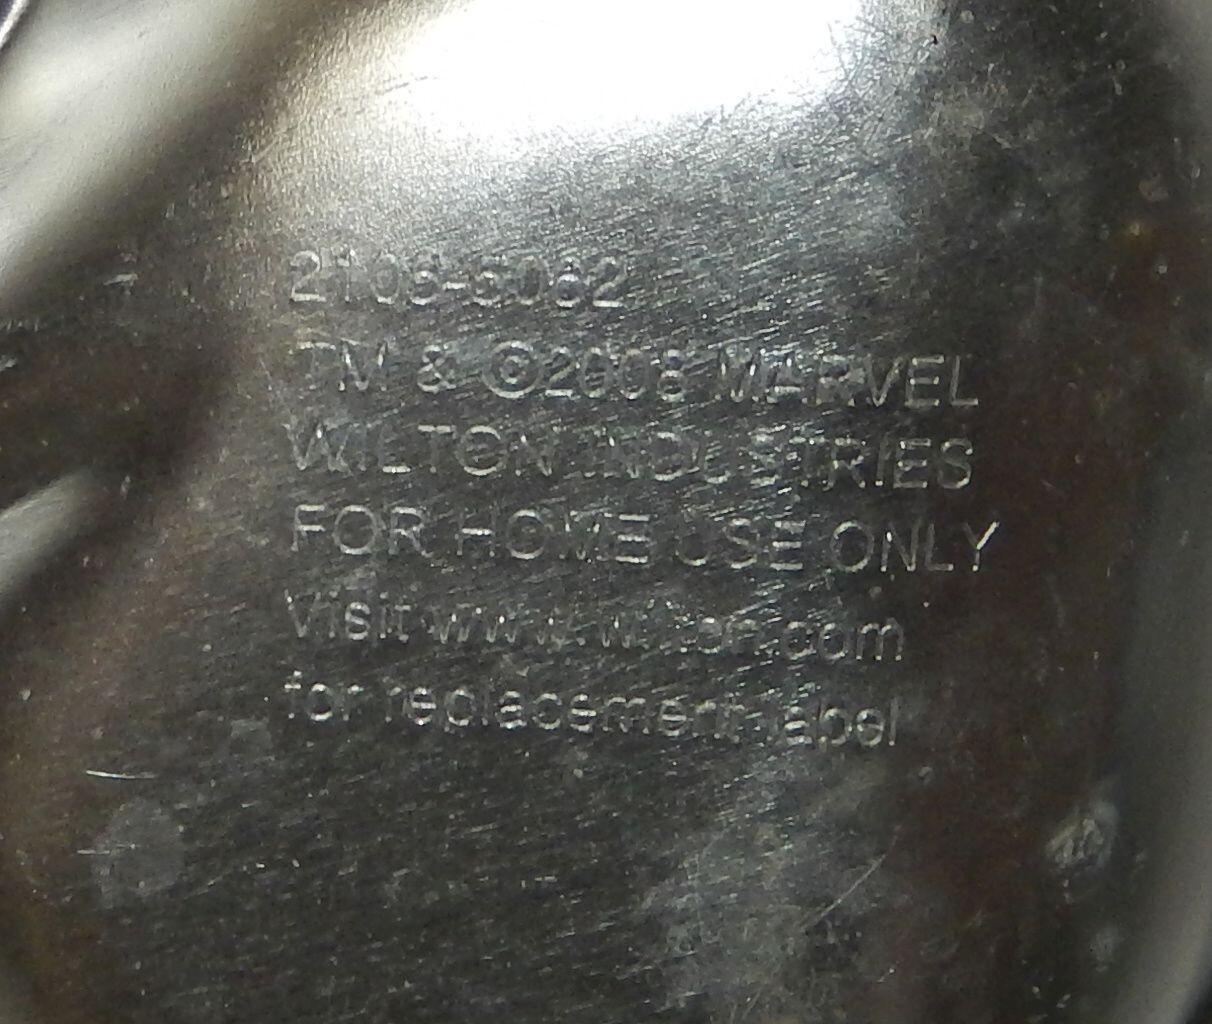 2105-5062
TM & ©2008 MARVEL
WILTON INDUSTRIES
FOR HOME USE ONLY
Visit www.wilton.com
for replacement label